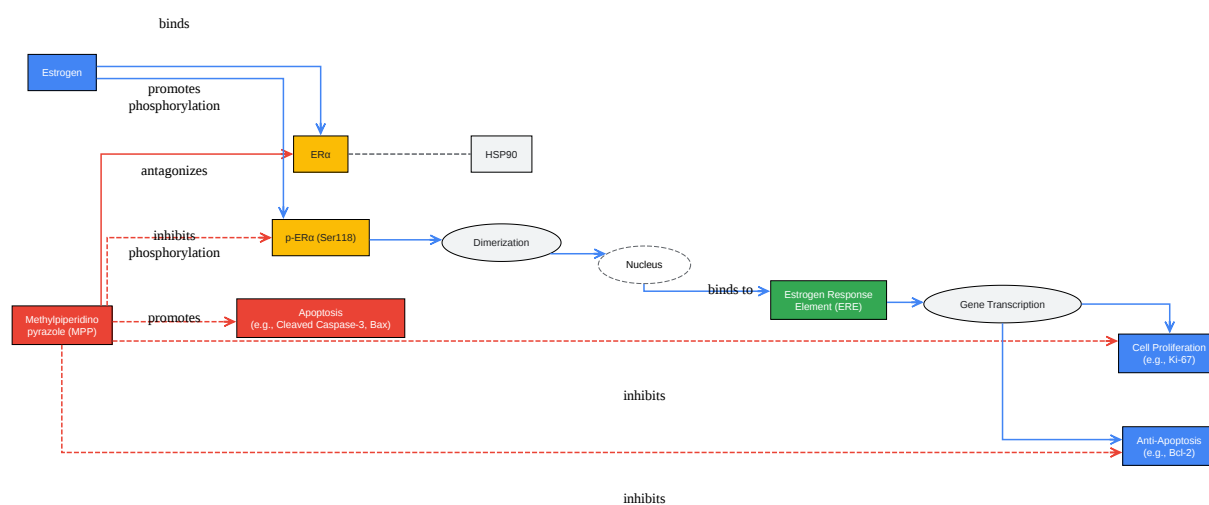 binds
Estrogen
promotes
phosphorylation
ERα
HSP90
antagonizes
inhibits
phosphorylation
p-ERα (Ser118)
Dimerization
Nucleus
binds to
Estrogen Response
Element (ERE)
Gene Transcription
Methylpiperidino
pyrazole (MPP)
promotes
Apoptosis
(e.g., Cleaved Caspase-3, Bax)
Cell Proliferation
(e.g., Ki-67)
inhibits
Anti-Apoptosis
(e.g., Bcl-2)
inhibits